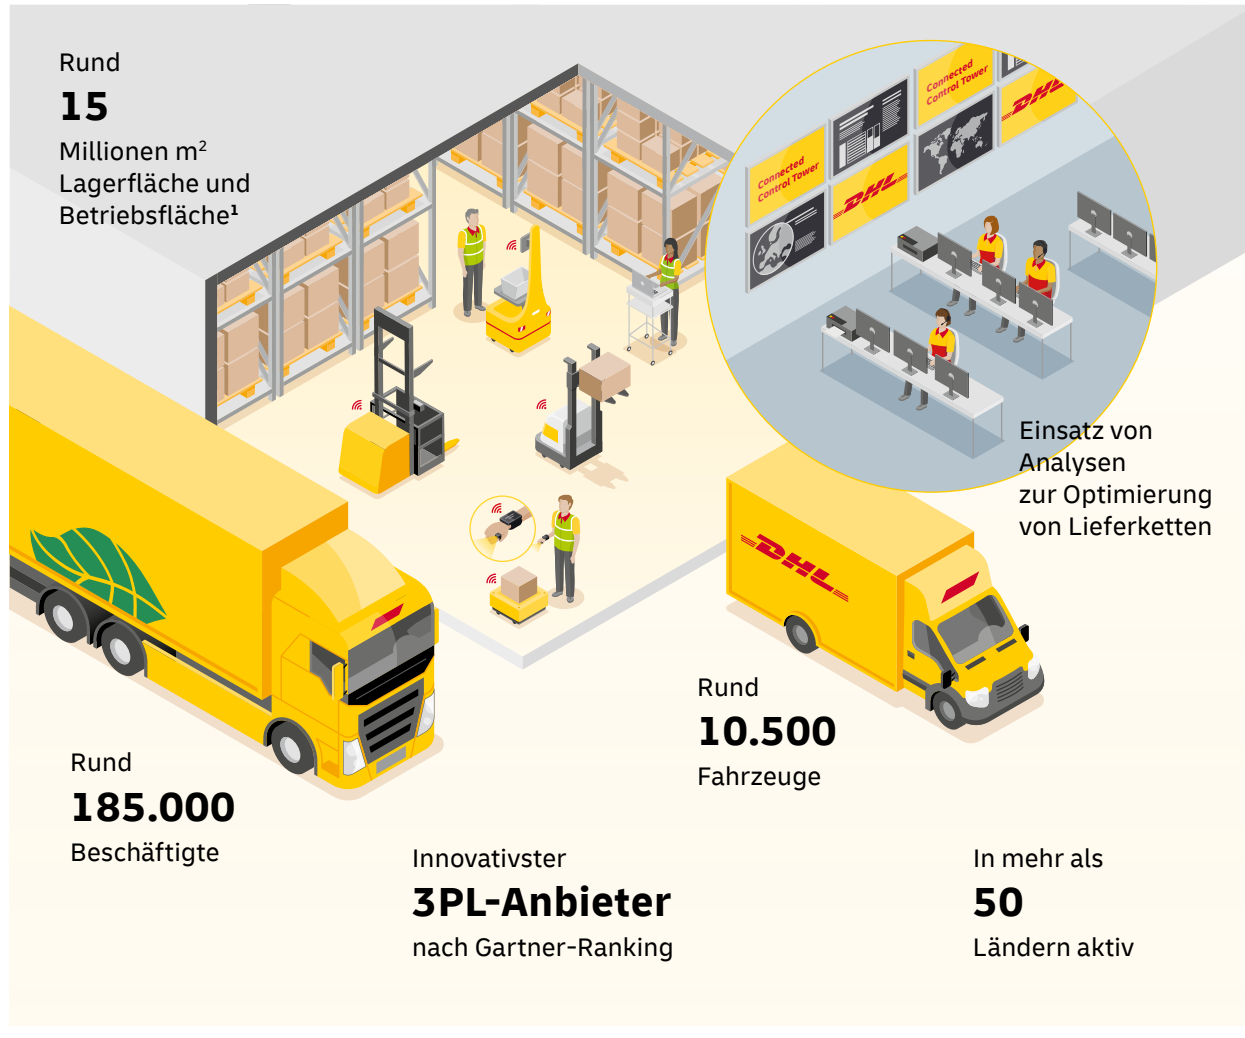 Rund
15
Millionen m²
Lagerfläche und
Betriebsfläche¹
Connected
Control Tower
DHL
Connected
Control Tower
DHL
Einsatz von
Analysen
zur Optimierung
von Lieferketten
DHL
Rund
10.500
Fahrzeuge
Rund
185.000
Beschäftigte
Innovativster
3PL-Anbieter
nach Gartner-Ranking
In mehr als
50
Ländern aktiv